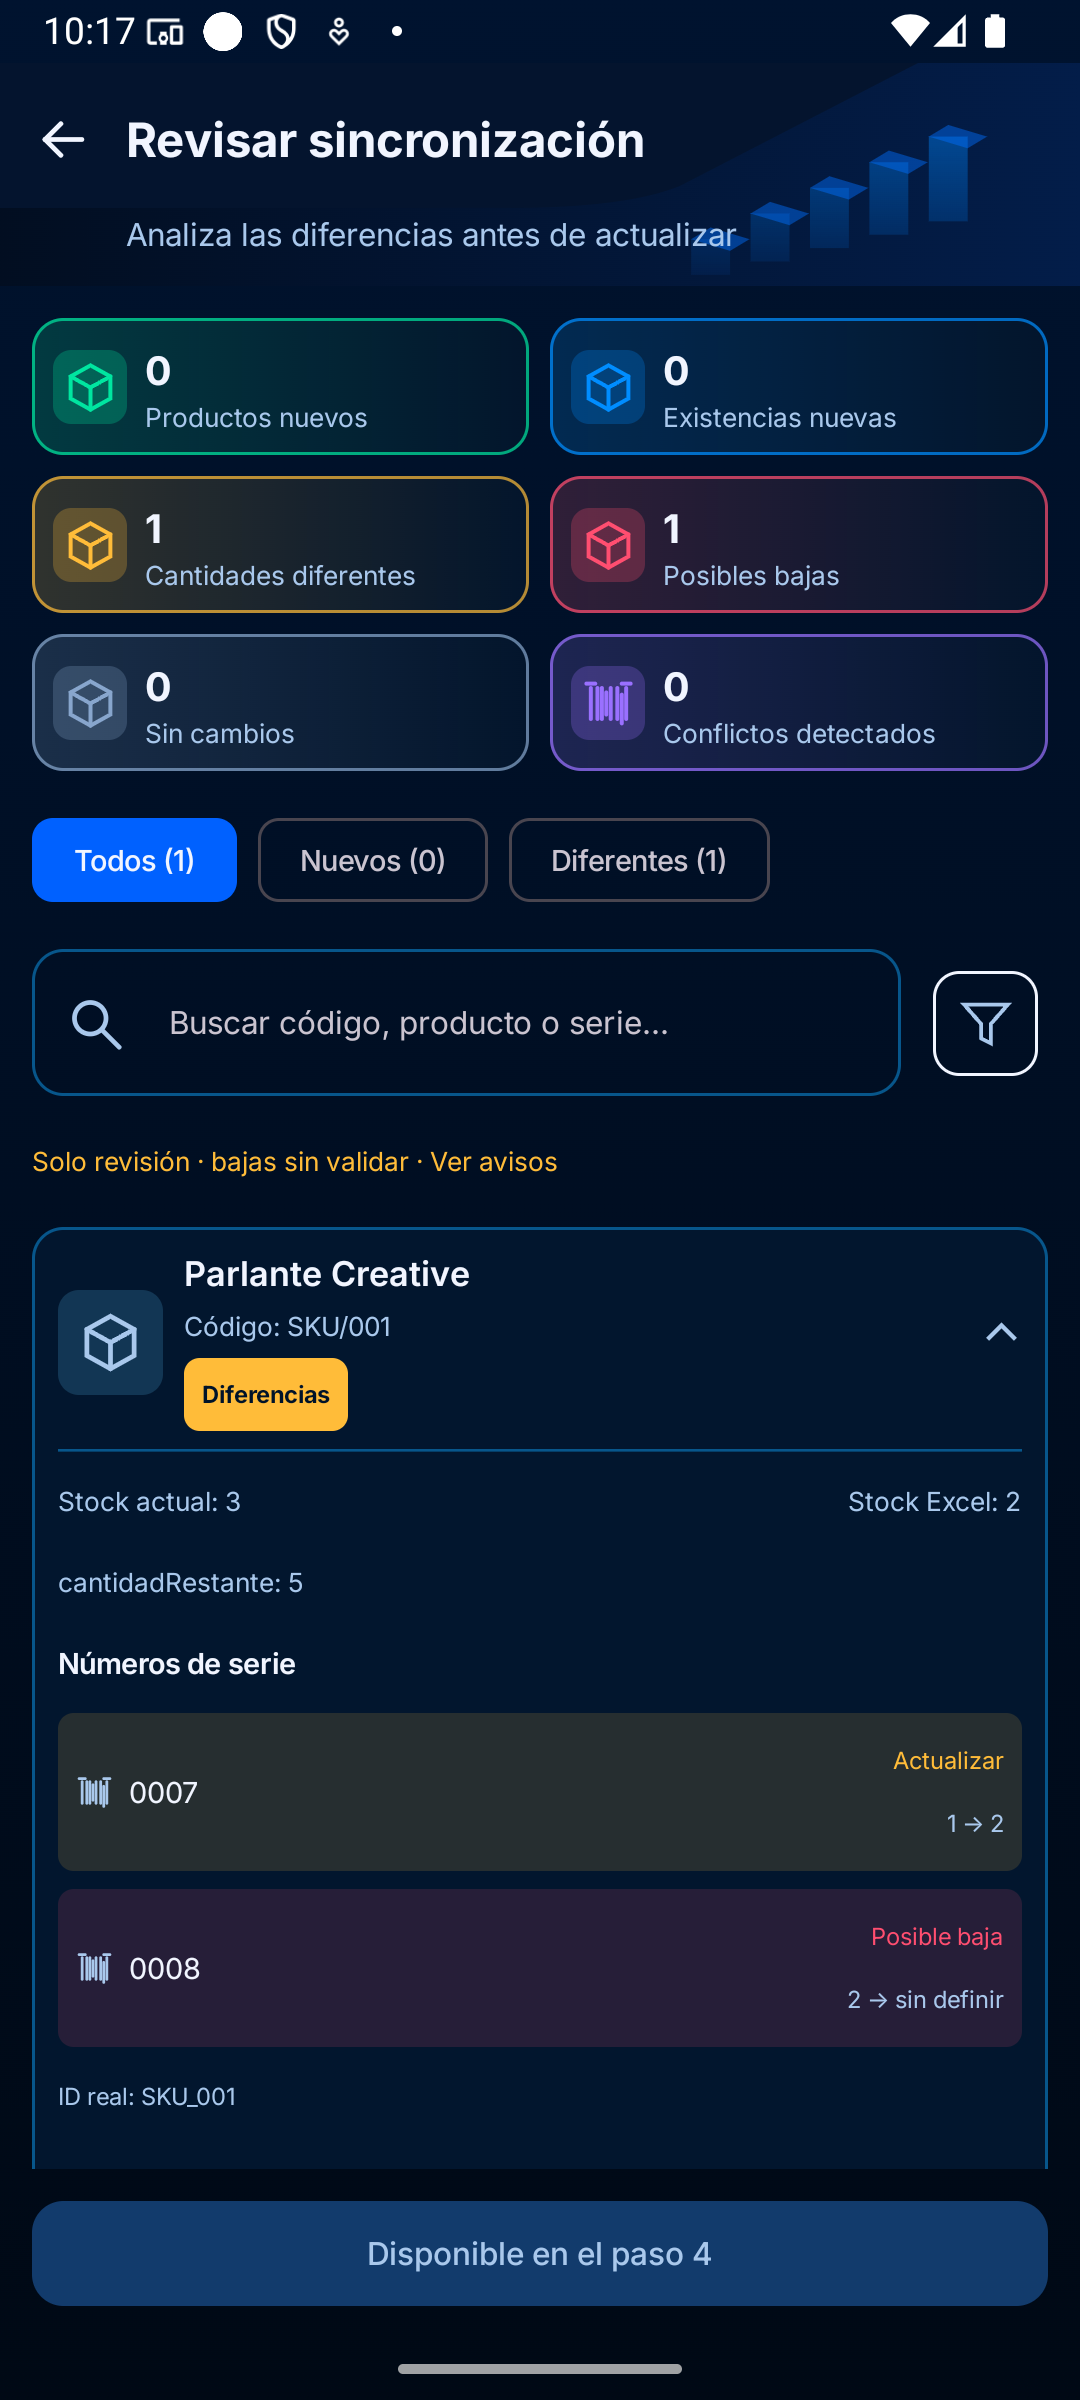 10:17
Revisar sincronización
Analiza las diferencias antes de actualizar
0
Productos nuevos
0
Existencias nuevas
1
Cantidades diferentes
1
Posibles bajas
0
Sin cambios
0
Conflictos detectados
Todos (1)
Nuevos (0)
Diferentes (1)
Buscar código, producto o serie...
Solo revisión · bajas sin validar · Ver avisos
Parlante Creative
Código: SKU/001
Diferencias
Stock actual: 3
Stock Excel: 2
cantidadRestante: 5
Números de serie
Actualizar
0007
1 → 2
Posible baja
0008
2 → sin definir
ID real: SKU_001
Disponible en el paso 4